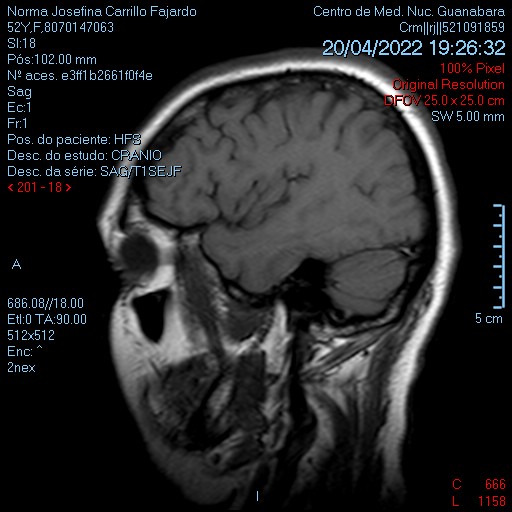 Norma Josefina Carrillo Fajardo
52Y,F,8070147063
Sl:18
Pós:102.00 mm
Nº aces. e3ff1b2661f0f4e
Sag
Ec:1
Fr:1
Pos. do paciente: HFS
Desc. do estudo: CRANIO
Desc. da série: SAG/T1SEJF
< 201 - 18 >
Centro de Med. Nuc. Guanabara
Crm||rj||521091859
20/04/2022 19:26:32
100% Pixel
Original Resolution
DFOV 25.0 x 25.0 cm
SW 5.00 mm
A
5 cm
686.08//18.00
Etl:0 TA:90.00
512x512
Enc: ^
2nex
I
C 666
L 1158